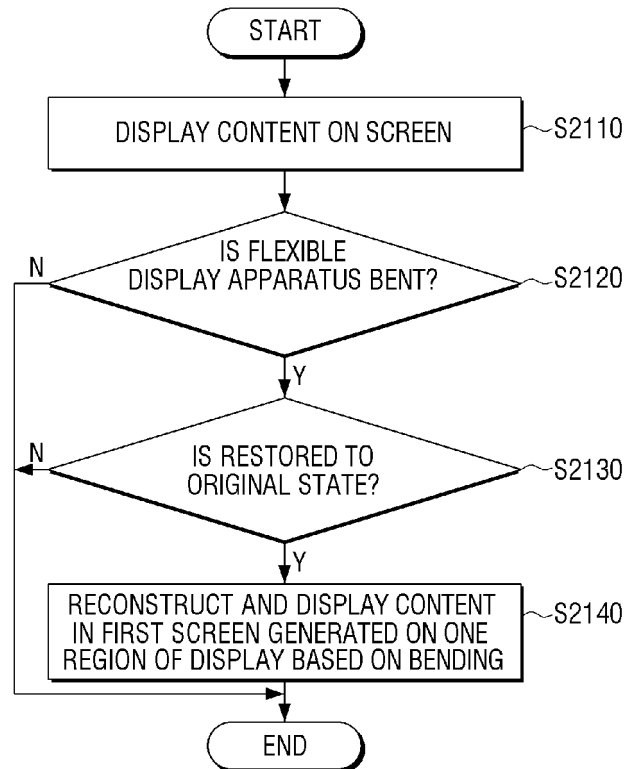 START
DISPLAY CONTENT ON SCREEN
S2110
IS FLEXIBLE
DISPLAY APPARATUS BENT?
S2120
N
Y
IS RESTORED TO
ORIGINAL STATE?
S2130
N
Y
RECONSTRUCT AND DISPLAY CONTENT
IN FIRST SCREEN GENERATED ON ONE
REGION OF DISPLAY BASED ON BENDING
S2140
END